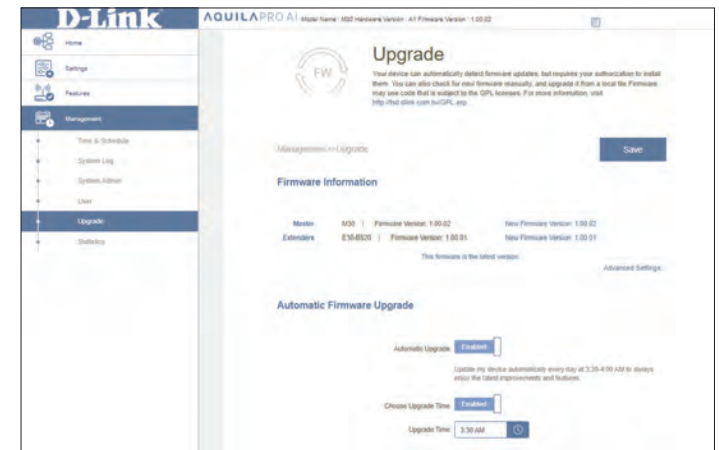 D-Link
AQUILA PRO AI Model Name : M30 Hardware Version : A1 Firmware Version : 1.00.02
Home
Settings
Features
Management
Time & Schedule
System Log
System Admin
User
Upgrade
Statistics
FW
Upgrade
Your device can automatically detect firmware updates, but requires your authorization to install
them. You can also check for new firmware manually, and upgrade it from a local file. Firmware
may use code that is subject to the GPL licenses. For more information, visit
http://tsd.dlink.com.tw/GPL.asp
Management>>Upgrade
Save
Firmware Information
Master M30 | Firmware Version: 1.00.02 New Firmware Version: 1.00.02
Extenders E30-B520 | Firmware Version: 1.00.01 New Firmware Version: 1.00.01
This firmware is the latest version.
Advanced Settings
Automatic Firmware Upgrade
Automatic Upgrade Enabled
Update my device automatically every day at 3:30-4:00 AM to always
enjoy the latest improvements and features.
Choose Upgrade Time Enabled
Upgrade Time 3:30 AM